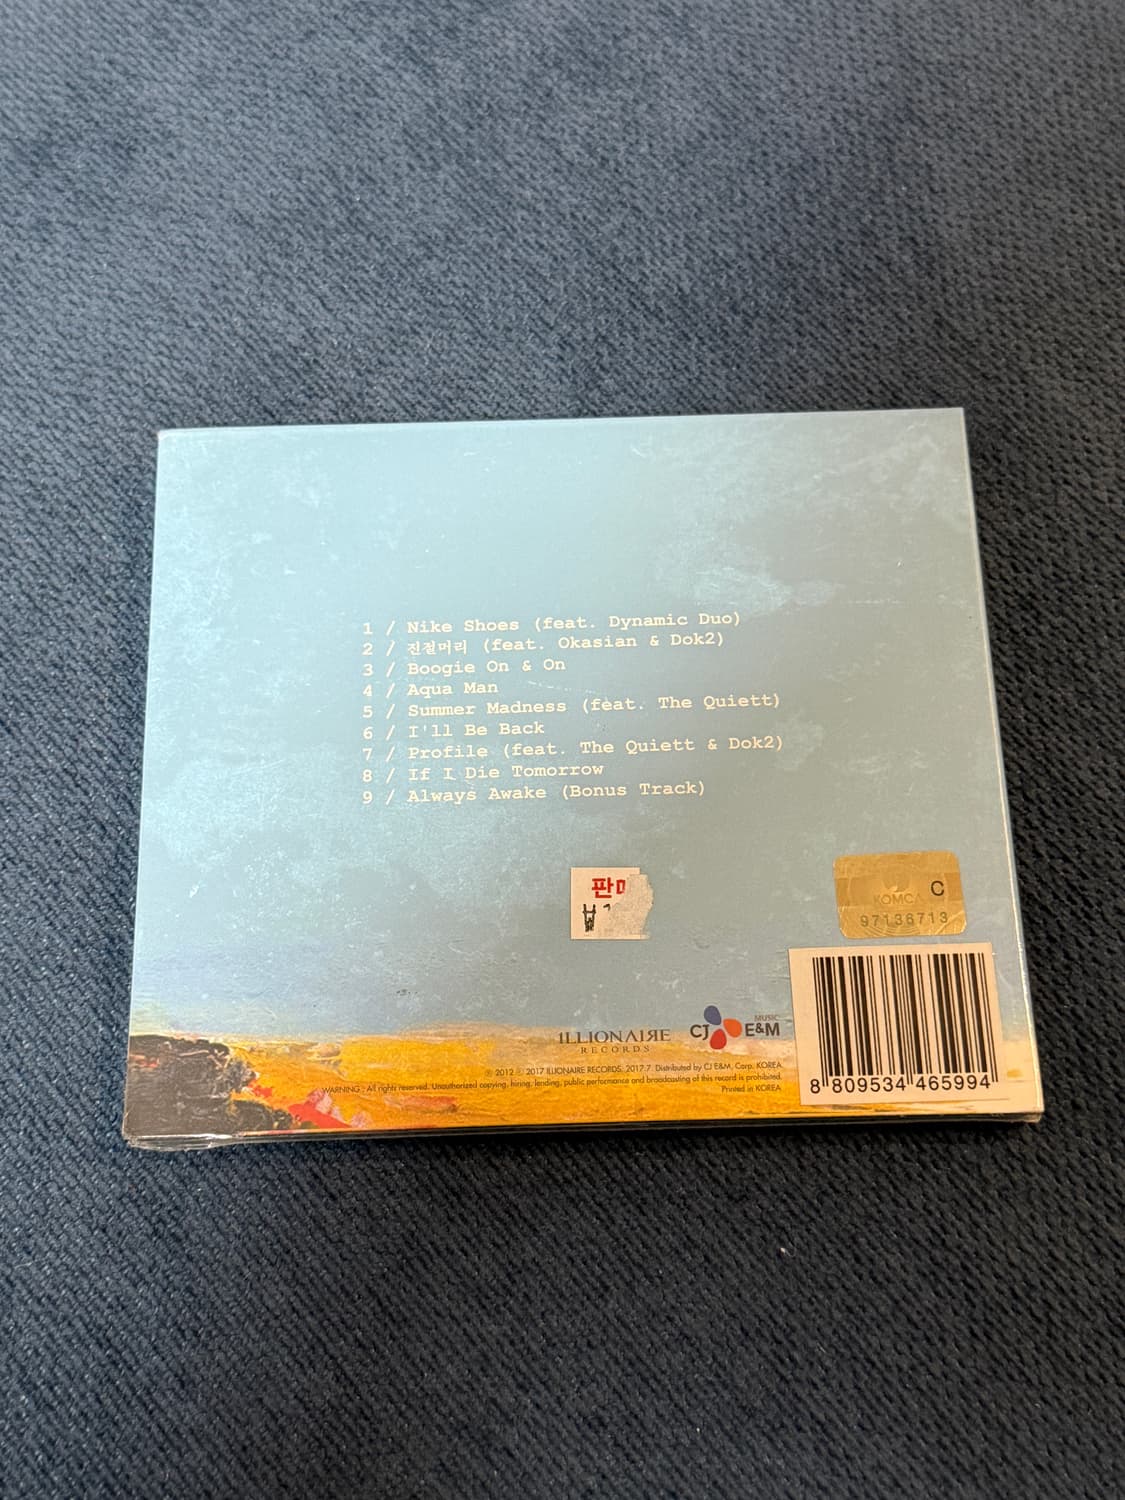 1 / Nike Shoes (feat. Dynamic Duo)
2 / 진절머리 (feat. Okasian & Dok2)
3 / Boogie On & On
4 / Aqua Man
5 / Summer Madness (feat. The Quiett)
6 / I'll Be Back
7 / Profile (feat. The Quiett & Dok2)
8 / If I Die Tomorrow
9 / Always Awake (Bonus Track)
KOMCA C
97136713
ILLIONAIRE
RECORDS
CJ E&M
MUSIC
℗ 2012 © 2017 ILLIONAIRE RECORDS. 2017.7. Distributed by CJ E&M, Corp. KOREA
WARNING : All rights reserved. Unauthorized copying, hiring, lending, public performance and broadcasting of this record is prohibited.
Printed in KOREA
8 809534 465994